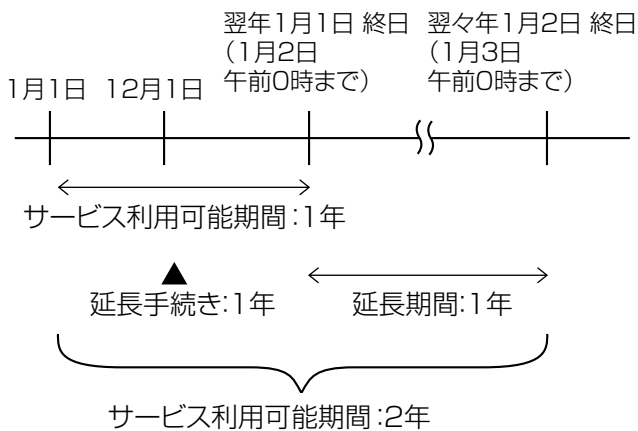 翌年1月1日 終日
(1月2日
午前0時まで)
翌々年1月2日 終日
(1月3日
午前0時まで)
1月1日
12月1日
サービス利用可能期間:1年
延長手続き:1年
延長期間:1年
サービス利用可能期間:2年